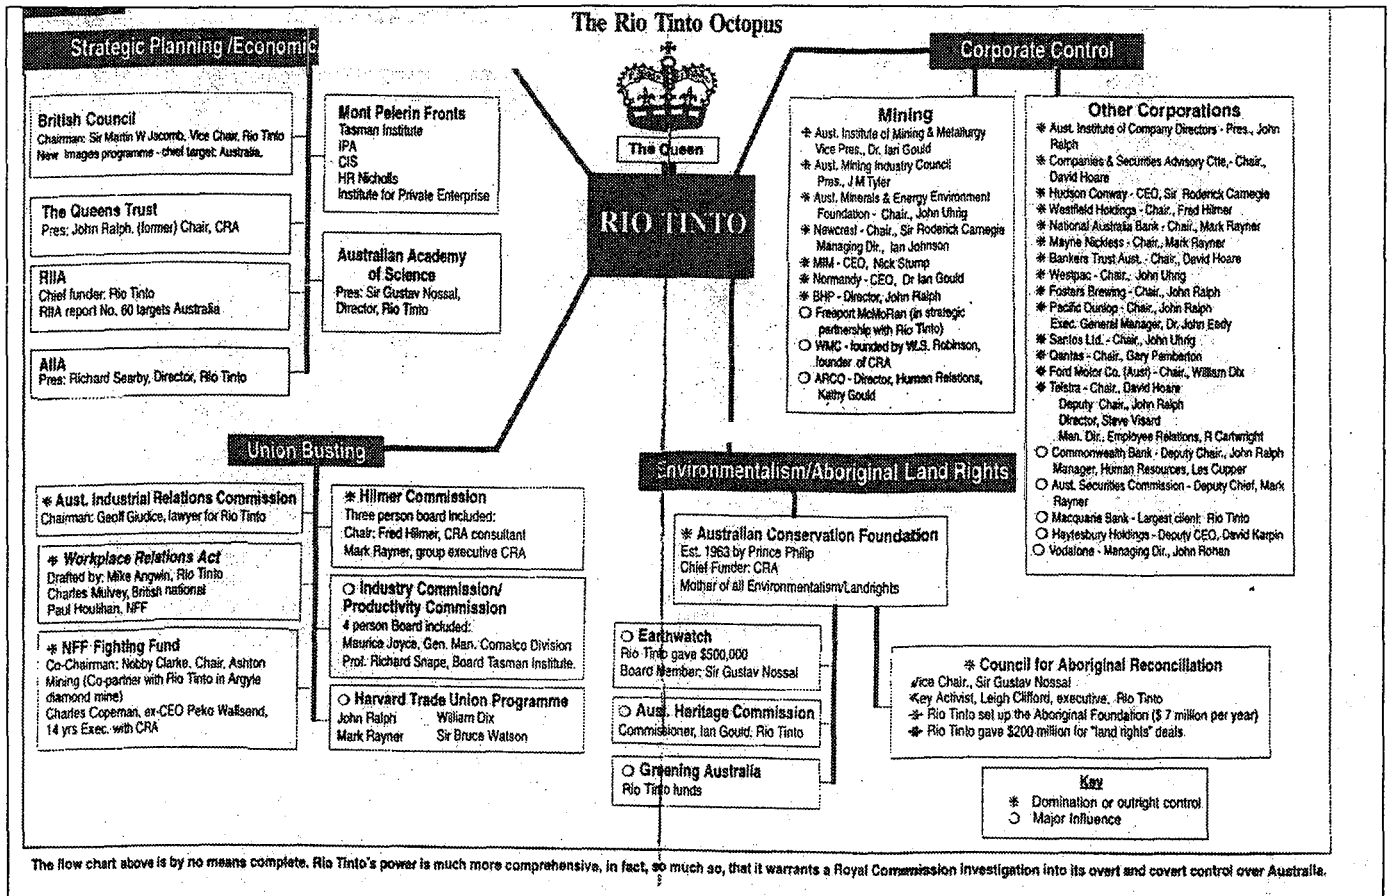 The Rio Tinto Octopus
The Queen
RIO TINTO
Strategic Planning /Economic
British Council
Chairman: Sir Martin W Jacomb, Vice Chair, Rio Tinto
New Images programme - chief target: Australia.
The Queens Trust
Pres: John Ralph, (former) Chair, CRA
RIIA
Chief funder: Rio Tinto
RIIA report No. 60 targets Australia
AIIA
Pres: Richard Searby, Director, Rio Tinto
Mont Pelerin Fronts
Tasman Institute
IPA
CIS
HR Nicholls
Institute for Private Enterprise
Australian Academy
of Science
Pres: Sir Gustav Nossal,
Director, Rio Tinto
Corporate Control
Mining
* Aust. Institute of Mining & Metallurgy
Vice Pres., Dr. Ian Gould
* Aust. Mining Industry Council
Pres., J M Tyler
* Aust. Minerals & Energy Environment
Foundation - Chair., John Uhrig
* Newcrest - Chair., Sir Roderick Carnegie
Managing Dir., Ian Johnson
* MIM - CEO, Nick Stump
* Normandy - CEO, Dr Ian Gould
* BHP - Director, John Ralph
O Freeport McMoRan (in strategic
partnership with Rio Tinto)
O WMC - founded by W.S. Robinson,
founder of CRA
O ARCO - Director, Human Relations,
Kathy Gould
Other Corporations
* Aust. Institute of Company Directors - Pres., John
Ralph
* Companies & Securities Advisory Ctte, - Chair.,
David Hoare
* Hudson Conway - CEO, Sir Roderick Carnegie
* Westfield Holdings - Chair., Fred Hilmer
* National Australia Bank - Chair., Mark Rayner
* Mayne Nickless - Chair., Mark Rayner
* Bankers Trust Aust. - Chair., David Hoare
* Westpac - Chair., John Uhrig
* Fosters Brewing - Chair., John Ralph
* Pacific Dunlop - Chair., John Ralph
Exec. General Manager, Dr. John Eady
* Santos Ltd. - Chair., John Uhrig
* Qantas - Chair., Gary Pemberton
* Ford Motor Co. (Aust) - Chair., William Dix
* Telstra - Chair., David Hoare
Deputy Chair., John Ralph
Director, Steve Visard
Man. Dir., Employee Relations, R Cartwright
O Commonwealth Bank - Deputy Chair., John Ralph
Manager, Human Resources, Les Cupper
O Aust. Securities Commission - Deputy Chief, Mark
Rayner
O Macquarie Bank - Largest client: Rio Tinto
O Haytesbury Holdings - Deputy CEO, David Karpin
O Vodafone - Managing Dir., John Rohan
Union Busting
* Aust. Industrial Relations Commission
Chairman: Geoff Giudice, lawyer for Rio Tinto
* Workplace Relations Act
Drafted by: Mike Angwin, Rio Tinto
Charles Mulvey, British national
Paul Houlihan, NFF
* NFF Fighting Fund
Co-Chairman: Nobby Clarke, Chair, Ashton
Mining (Co-partner with Rio Tinto in Argyle
diamond mine)
Charles Copeman, ex-CEO Peko Wallsend,
14 yrs Exec. with CRA
* Hilmer Commission
Three person board included:
Chair: Fred Hilmer, CRA consultant
Mark Rayner, group executive CRA
O Industry Commission/
Productivity Commission
4 person Board included:
Maurice Joyce, Gen. Man. Comalco Division
Prof. Richard Snape, Board Tasman Institute.
O Harvard Trade Union Programme
John Ralph William Dix
Mark Rayner Sir Bruce Watson
Environmentalism/Aboriginal Land Rights
* Australian Conservation Foundation
Est. 1963 by Prince Philip
Chief Funder: CRA
Mother of all Environmentalism/Landrights
O Earthwatch
Rio Tinto gave $500,000
Board Member: Sir Gustav Nossal
O Aust. Heritage Commission
Commissioner, Ian Gould, Rio Tinto
O Greening Australia
Rio Tinto funds
* Council for Aboriginal Reconciliation
Vice Chair., Sir Gustav Nossal
Key Activist, Leigh Clifford, executive, Rio Tinto
* Rio Tinto set up the Aboriginal Foundation ($ 7 million per year)
* Rio Tinto gave $200 million for "land rights" deals.
Key
* Domination or outright control
O Major Influence
The flow chart above is by no means complete. Rio Tinto's power is much more comprehensive, in fact, so much so, that it warrants a Royal Commission investigation into its overt and covert control over Australia.